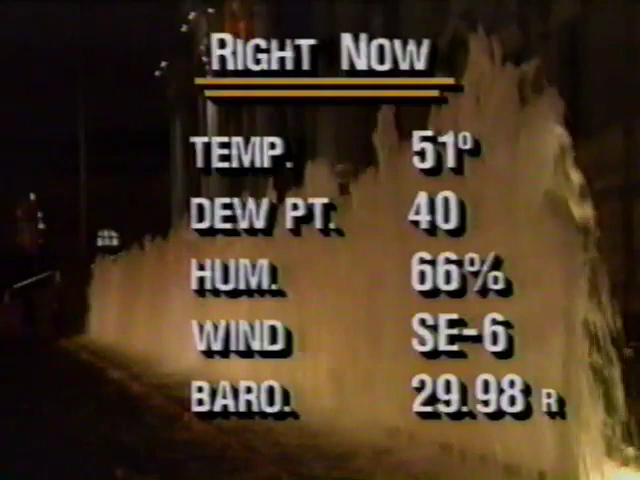 RIGHT NOW
TEMP. 51º
DEW PT. 40
HUM. 66%
WIND SE-6
BARO. 29.98 R